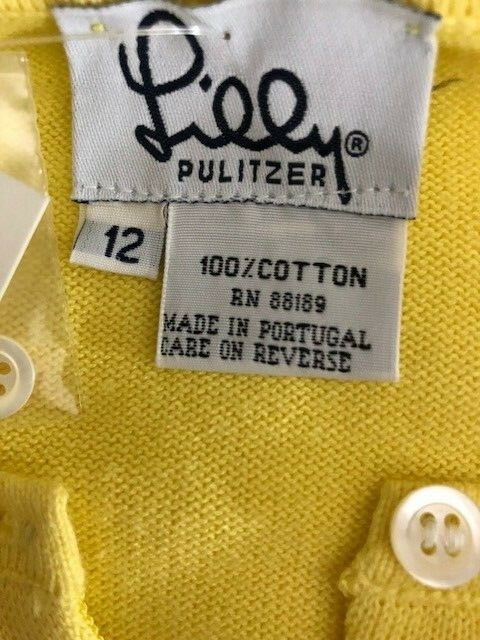 Lilly®
PULITZER
12
100%COTTON
RN 88189
MADE IN PORTUGAL
CARE ON REVERSE